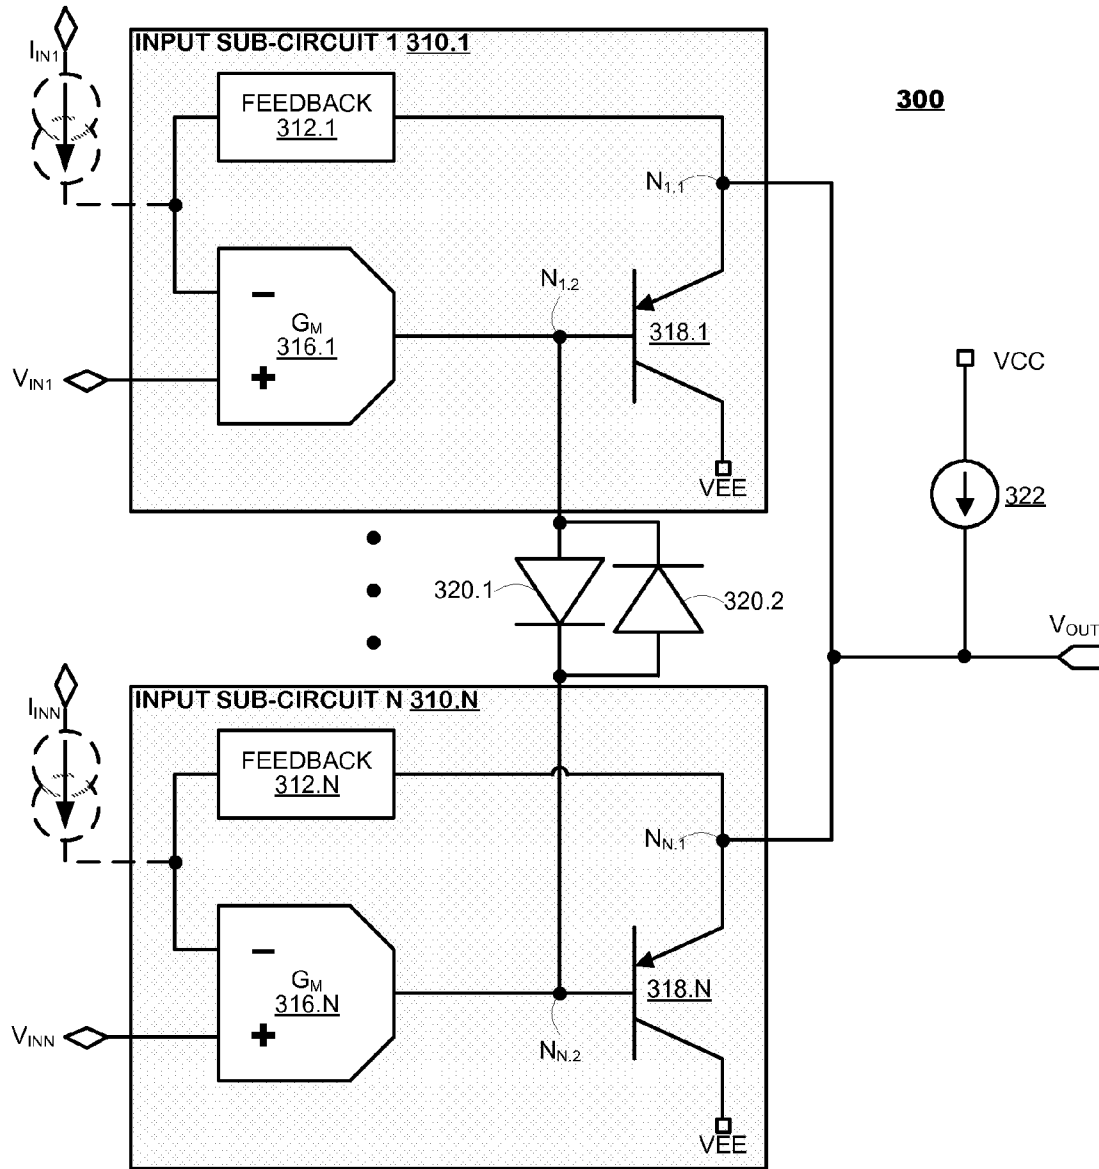 I_IN1
INPUT SUB-CIRCUIT 1 310.1
FEEDBACK
312.1
300
N_1.1
N_1.2
−
G_M
316.1
+
318.1
V_IN1
VCC
VEE
322
320.1
320.2
V_OUT
INPUT SUB-CIRCUIT N 310.N
I_INN
FEEDBACK
312.N
N_N.1
−
G_M
316.N
+
318.N
V_INN
N_N.2
VEE